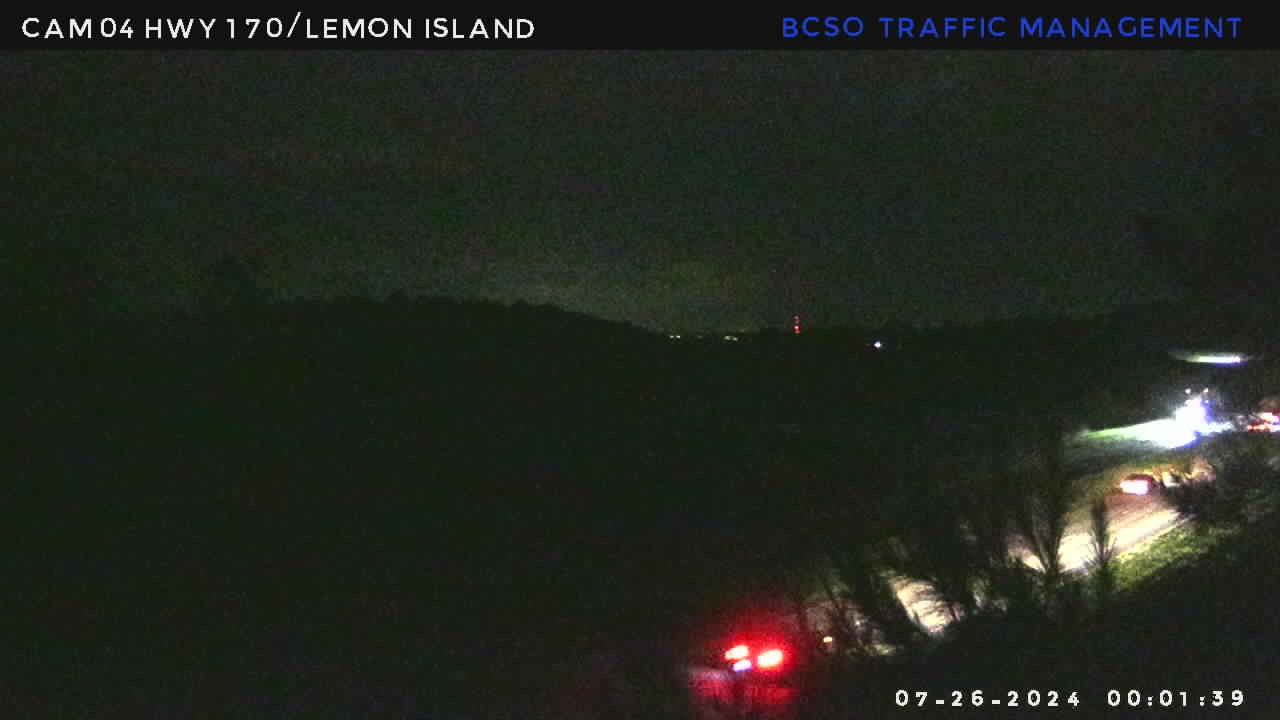 CAM04 HWY 170/LEMON ISLAND
BCSO TRAFFIC MANAGEMENT
07-26-2024 00:01:39